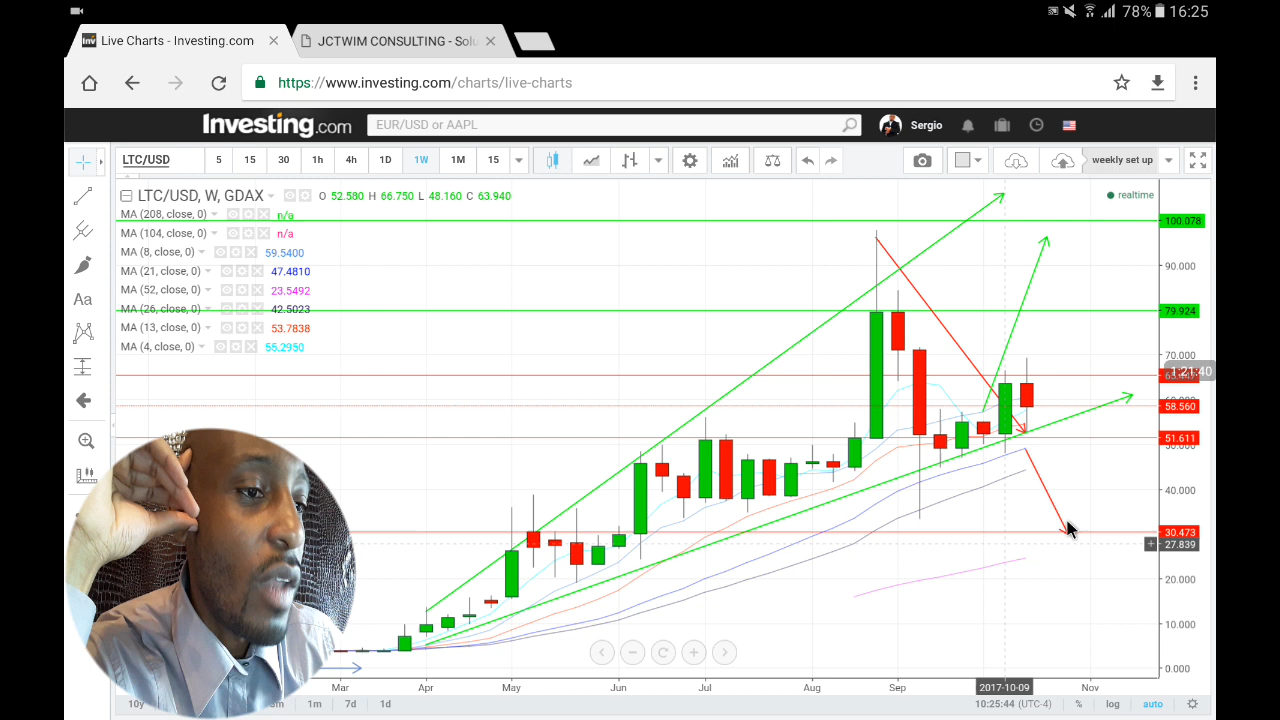 78% 16:25
Inv Live Charts - Investing.com JCTWIM CONSULTING - Solu
https://www.investing.com/charts/live-charts
Investing.com EUR/USD or AAPL Sergio
LTC/USD 5 15 30 1h 4h 1D 1W 1M 15 weekly set up
LTC/USD, W, GDAX O 52.580 H 66.750 L 48.160 C 63.940 realtime
MA (208, close, 0) n/a
MA (104, close, 0) n/a
MA (8, close, 0) 59.5400
MA (21, close, 0) 47.4810
MA (52, close, 0) 23.5492
MA (26, close, 0) 42.5023
MA (13, close, 0) 53.7838
MA (4, close, 0) 55.2950
Aa
100.078
90.000
79.924
70.000
1:21:40
58.560
51.611
40.000
30.473
27.839
20.000
10.000
0.000
Mar Apr May Jun Jul Aug Sep 2017-10-09 Nov
10y 1m 7d 1d 10:25:44 (UTC-4) % log auto